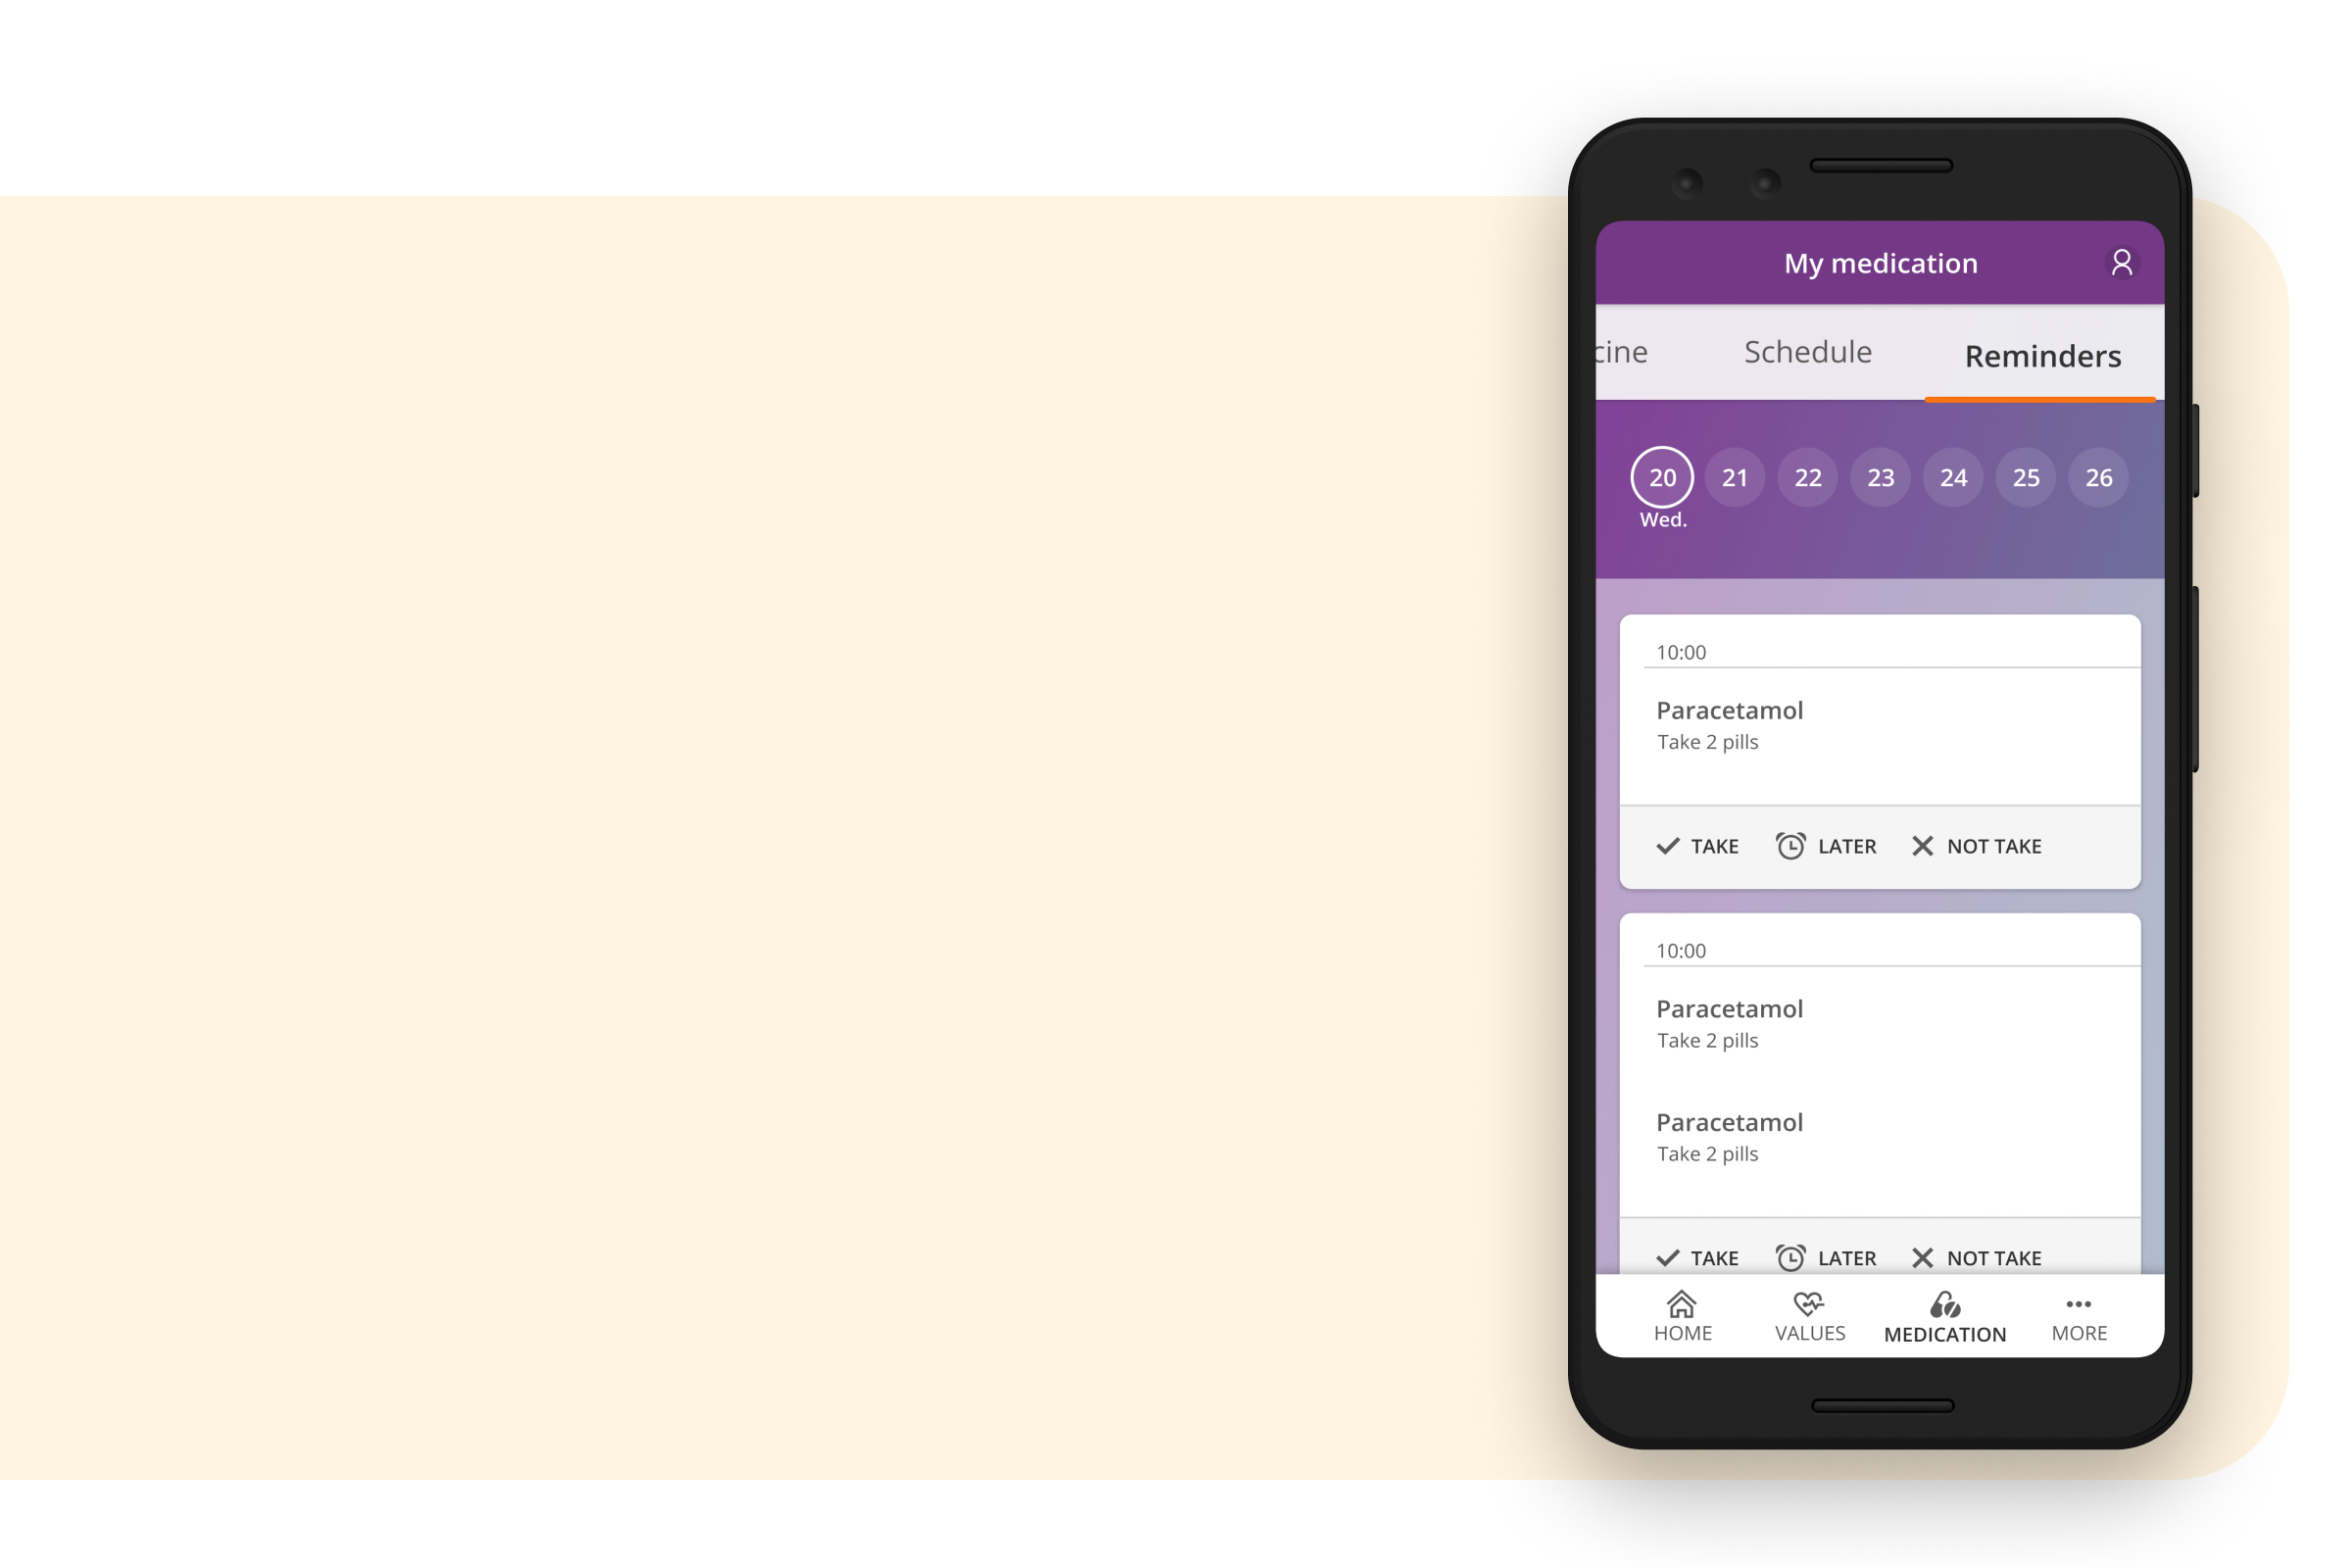 My medication
cine Schedule Reminders
20 21 22 23 24 25 26
Wed.
10:00
Paracetamol
Take 2 pills
TAKE LATER NOT TAKE
10:00
Paracetamol
Take 2 pills
Paracetamol
Take 2 pills
TAKE LATER NOT TAKE
HOME VALUES MEDICATION MORE